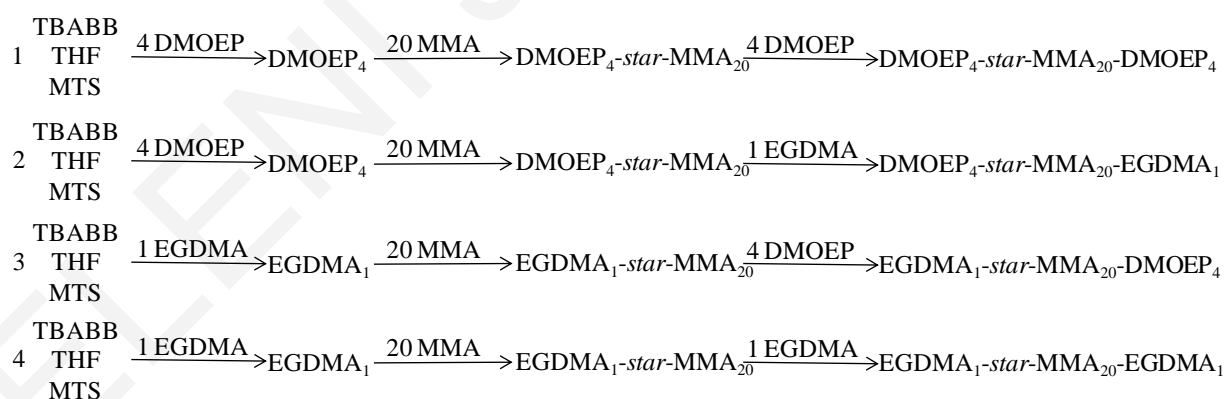 TBABB
1 THF 4 DMOEP DMOEP₄ 20 MMA DMOEP₄-star-MMA₂₀ 4 DMOEP DMOEP₄-star-MMA₂₀-DMOEP₄
MTS
TBABB
2 THF 4 DMOEP DMOEP₄ 20 MMA DMOEP₄-star-MMA₂₀ 1 EGDMA DMOEP₄-star-MMA₂₀-EGDMA₁
MTS
TBABB
3 THF 1 EGDMA EGDMA₁ 20 MMA EGDMA₁-star-MMA₂₀ 4 DMOEP EGDMA₁-star-MMA₂₀-DMOEP₄
MTS
TBABB
4 THF 1 EGDMA EGDMA₁ 20 MMA EGDMA₁-star-MMA₂₀ 1 EGDMA EGDMA₁-star-MMA₂₀-EGDMA₁
MTS